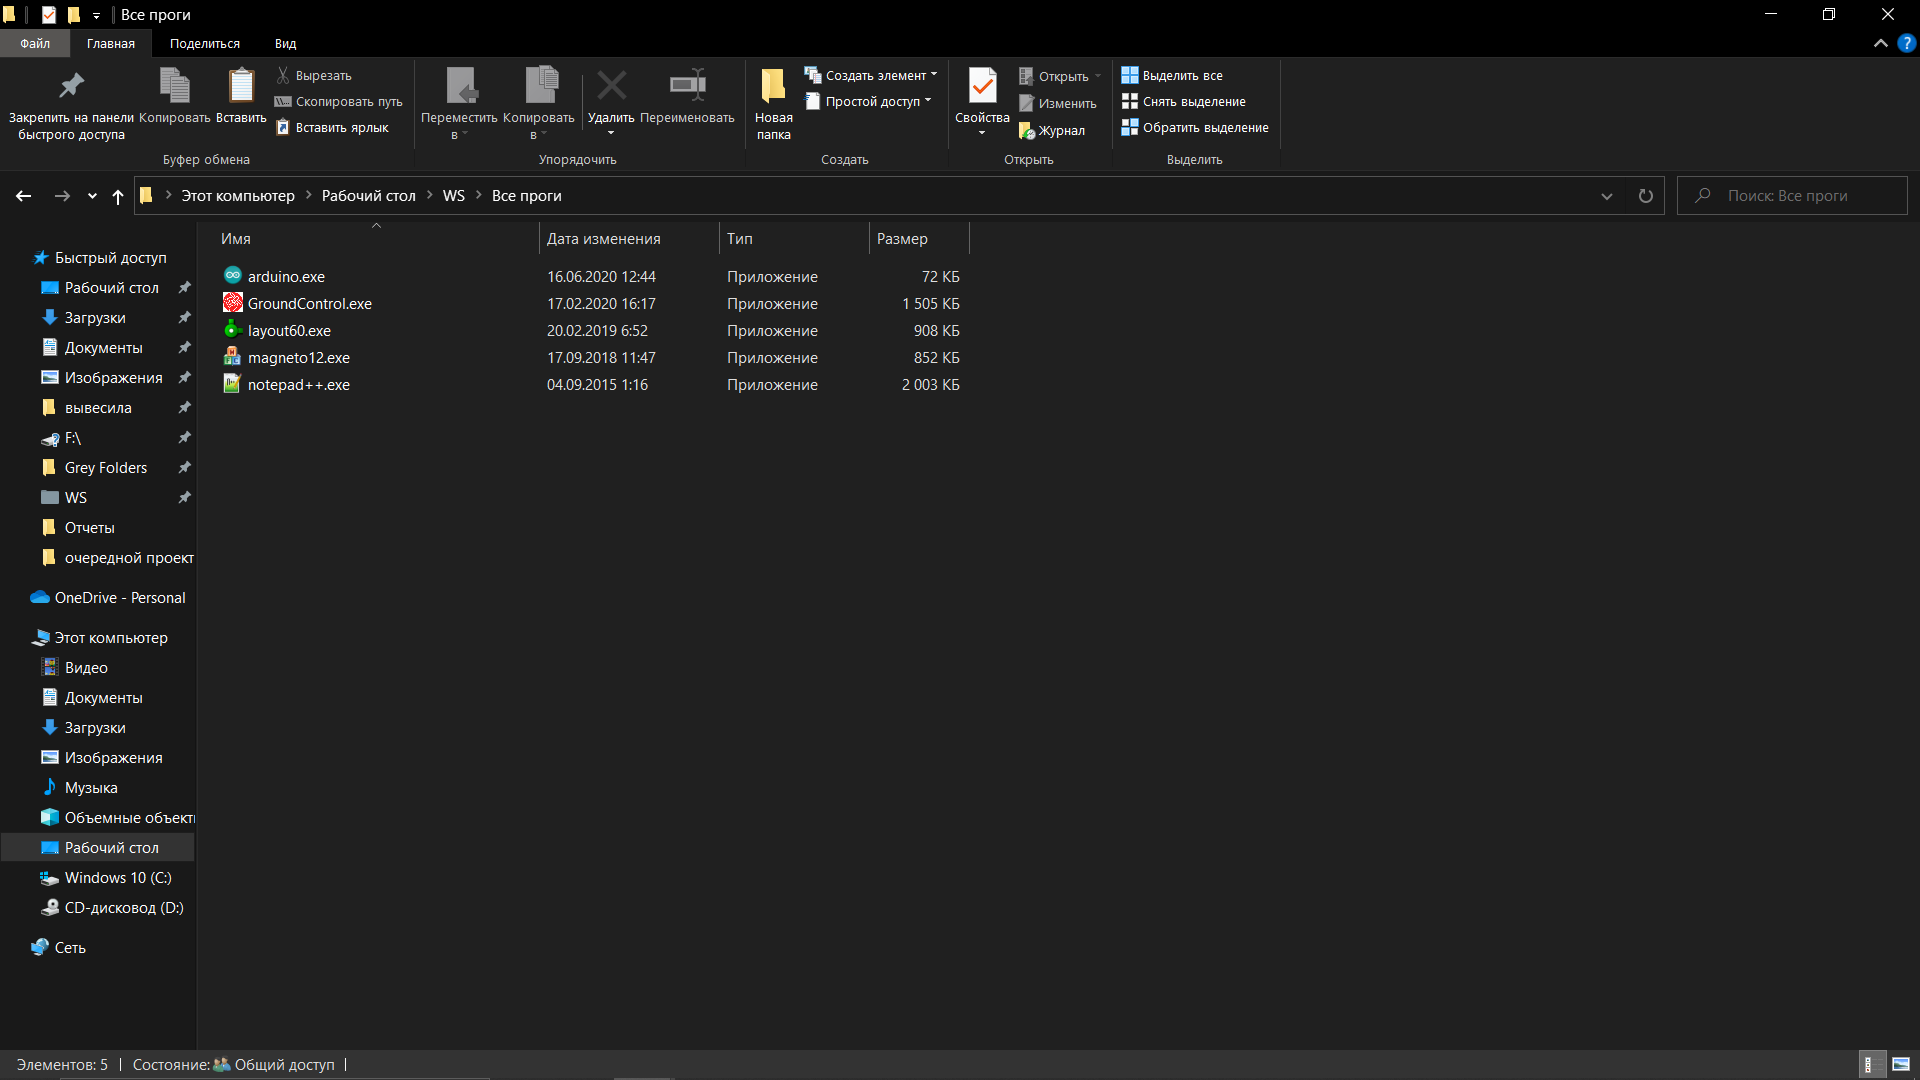 Все проги
Файл Главная Поделиться Вид
Закрепить на панели
быстрого доступа
Копировать
Вставить
Вырезать
Скопировать путь
Вставить ярлык
Буфер обмена
Переместить
в
Копировать
в
Удалить
Переименовать
Упорядочить
Новая
папка
Создать элемент
Простой доступ
Создать
Свойства
Открыть
Изменить
Журнал
Открыть
Выделить все
Снять выделение
Обратить выделение
Выделить
Этот компьютер Рабочий стол WS Все проги
Поиск: Все проги
Быстрый доступ
Рабочий стол
Загрузки
Документы
Изображения
вывесила
F:\
Grey Folders
WS
Отчеты
очередной проект
OneDrive - Personal
Этот компьютер
Видео
Документы
Загрузки
Изображения
Музыка
Объемные объект
Рабочий стол
Windows 10 (C:)
CD-дисковод (D:)
Сеть
Имя Дата изменения Тип Размер
arduino.exe 16.06.2020 12:44 Приложение 72 КБ
GroundControl.exe 17.02.2020 16:17 Приложение 1 505 КБ
layout60.exe 20.02.2019 6:52 Приложение 908 КБ
magneto12.exe 17.09.2018 11:47 Приложение 852 КБ
notepad++.exe 04.09.2015 1:16 Приложение 2 003 КБ
Элементов: 5 Состояние: Общий доступ